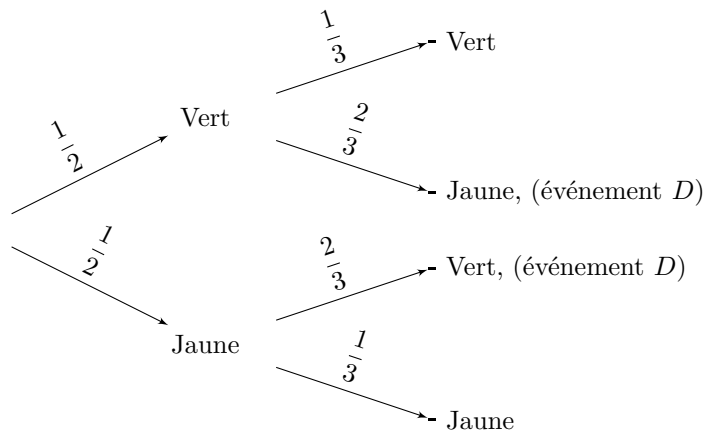 1/3
- Vert
1/2
Vert
2/3
- Jaune, (événement D)
1/2
2/3
- Vert, (événement D)
Jaune
1/3
- Jaune